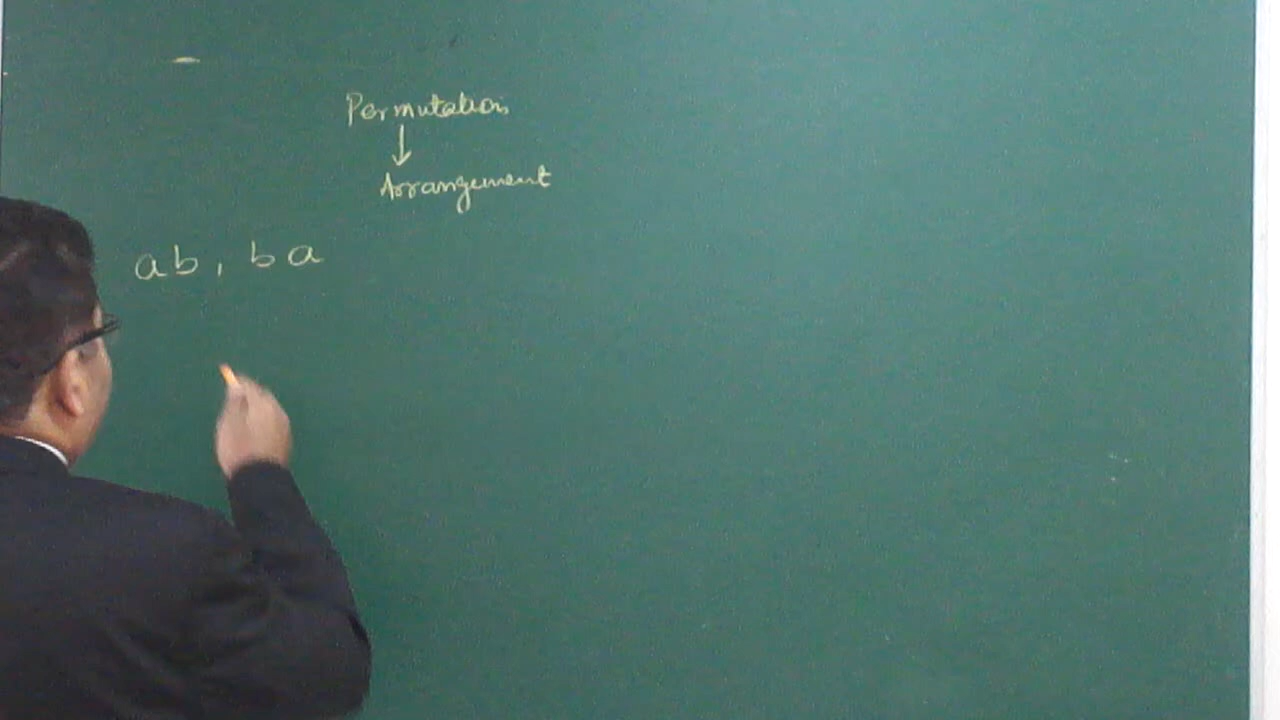 Permutation
↓
Arrangement
ab, ba